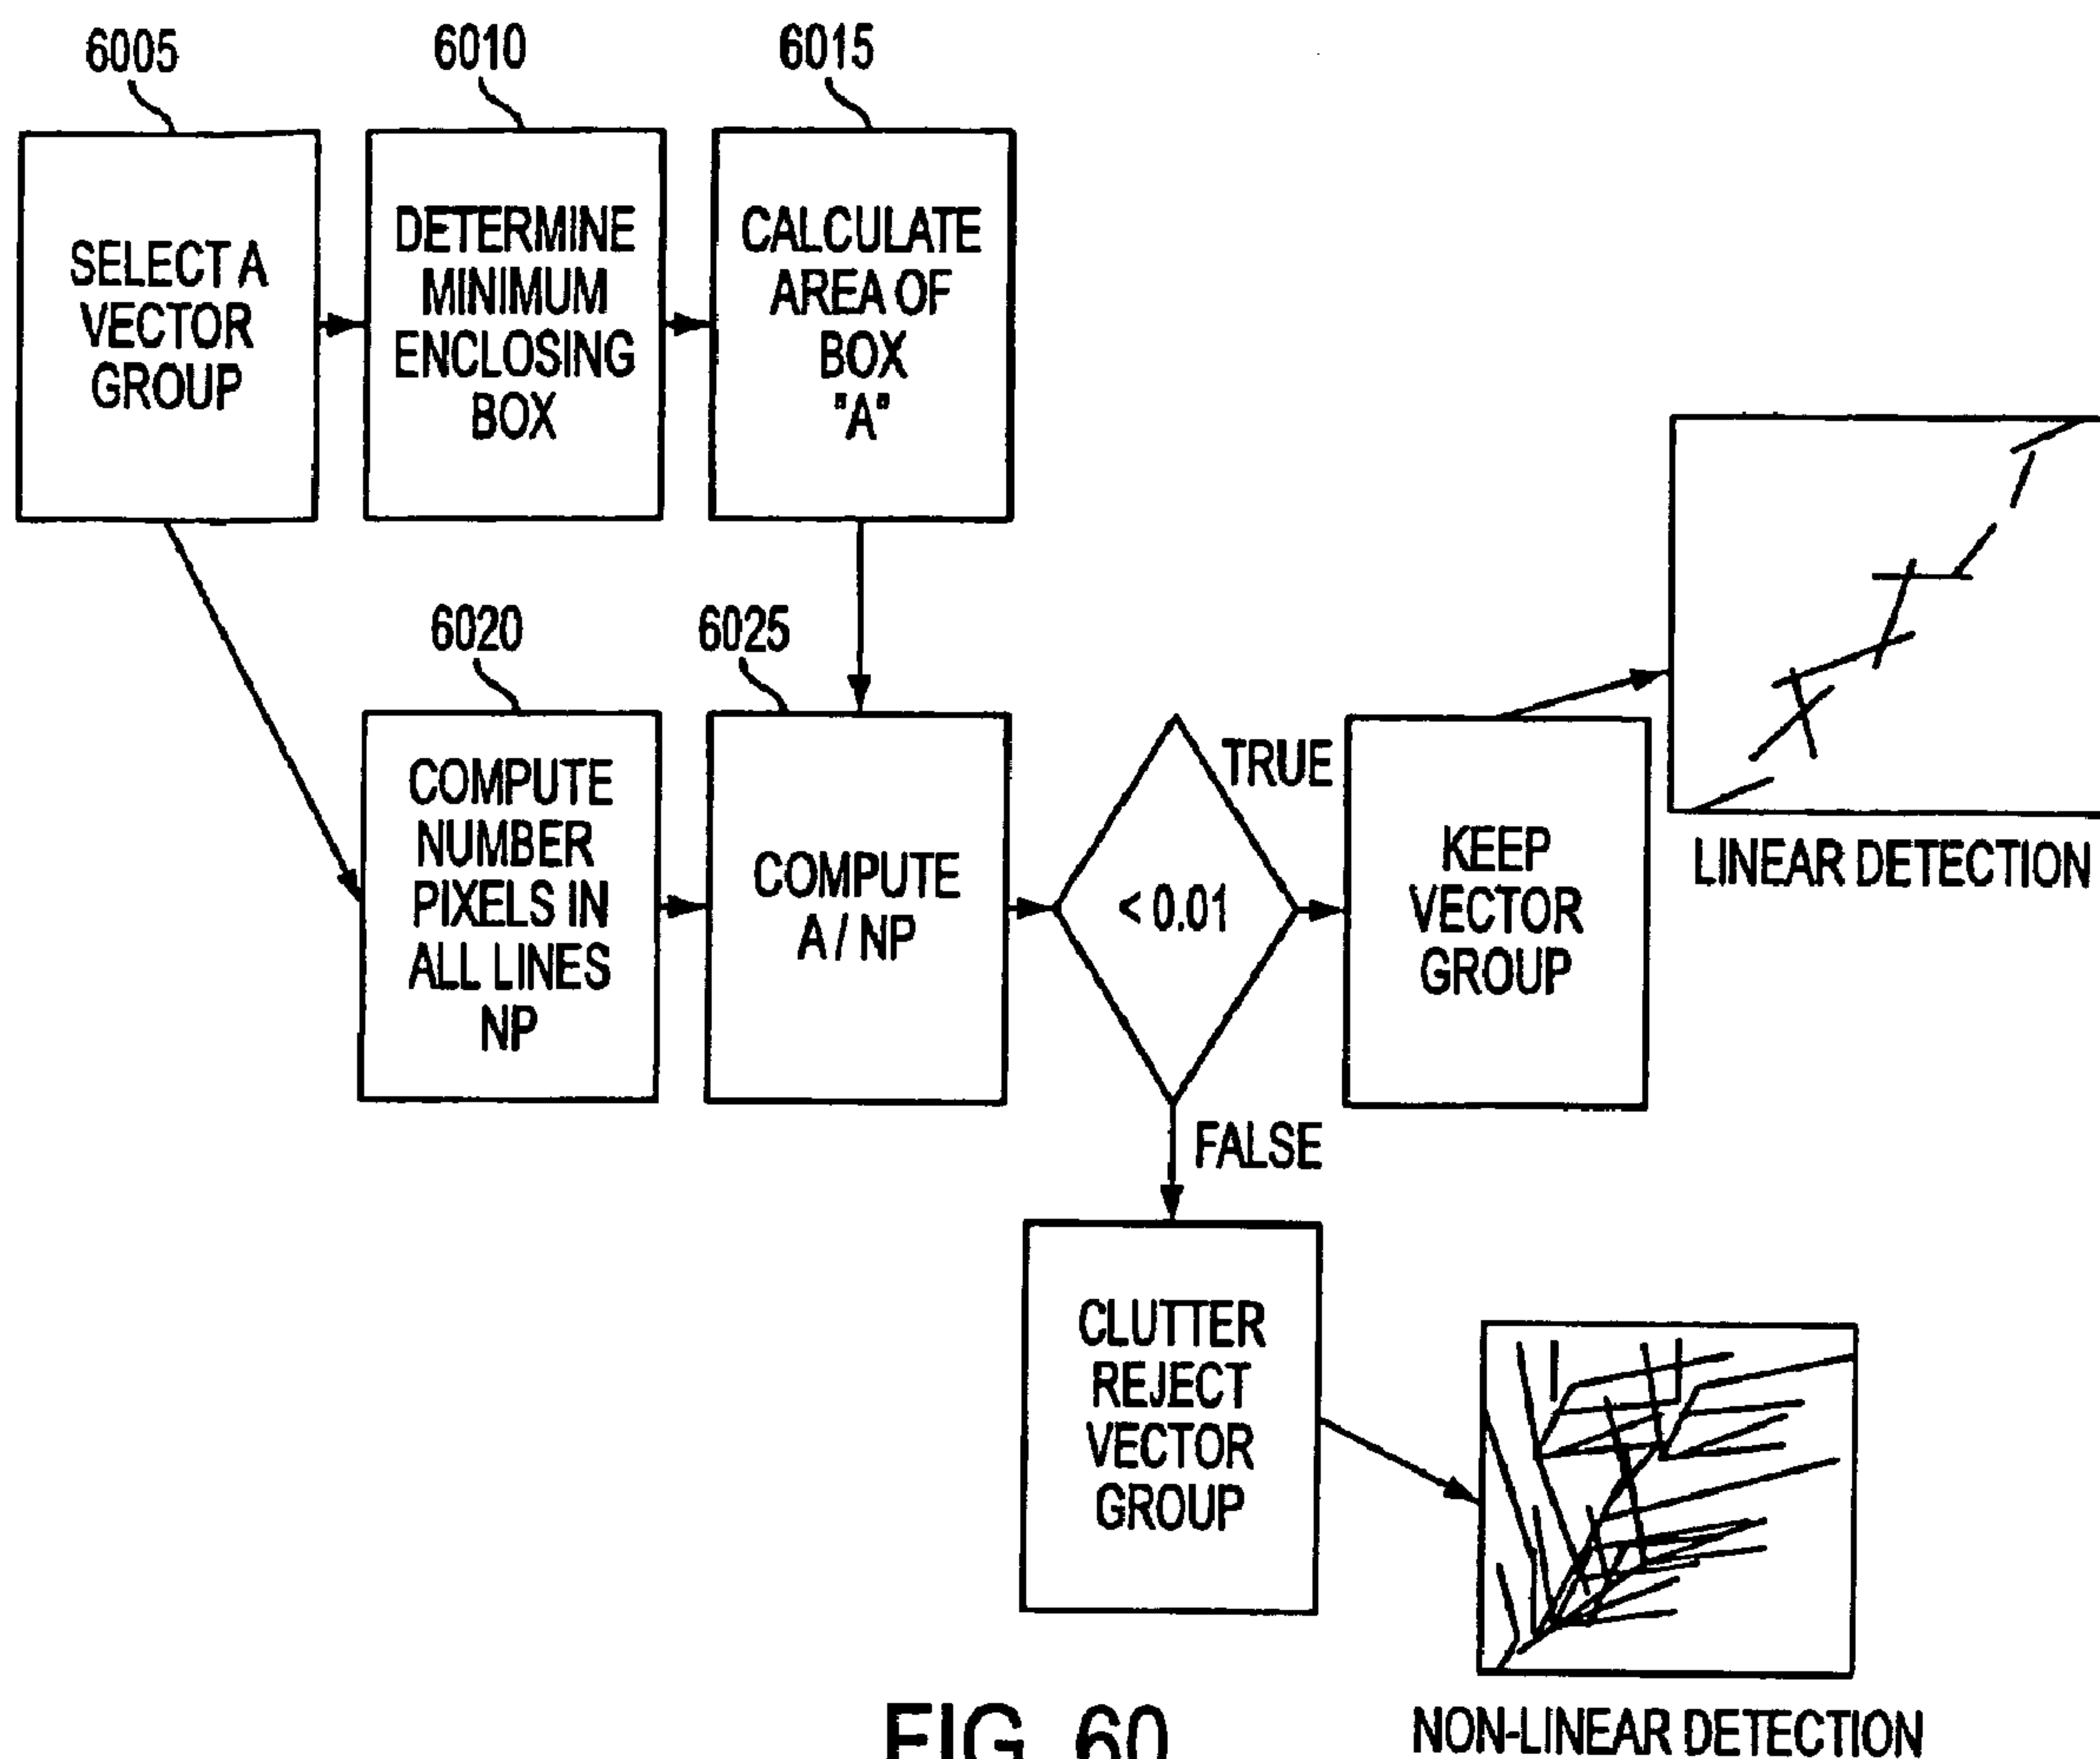 6005
6010
6015
SELECT A
VECTOR
GROUP
DETERMINE
MINIMUM
ENCLOSING
BOX
CALCULATE
AREA OF
BOX
"A"
6020
6025
COMPUTE
NUMBER
PIXELS IN
ALL LINES
NP
COMPUTE
A / NP
< 0.01
TRUE
KEEP
VECTOR
GROUP
LINEAR DETECTION
FALSE
CLUTTER
REJECT
VECTOR
GROUP
NON-LINEAR DETECTION
FIG. 60